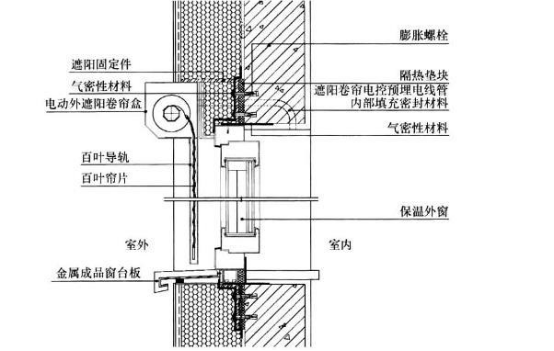 膨胀螺栓
遮阳固定件
隔热垫块
气密性材料
遮阳卷帘电控预埋电线管
电动外遮阳卷帘盒
内部填充密封材料
气密性材料
百叶导轨
百叶帘片
保温外窗
室外
室内
金属成品窗台板